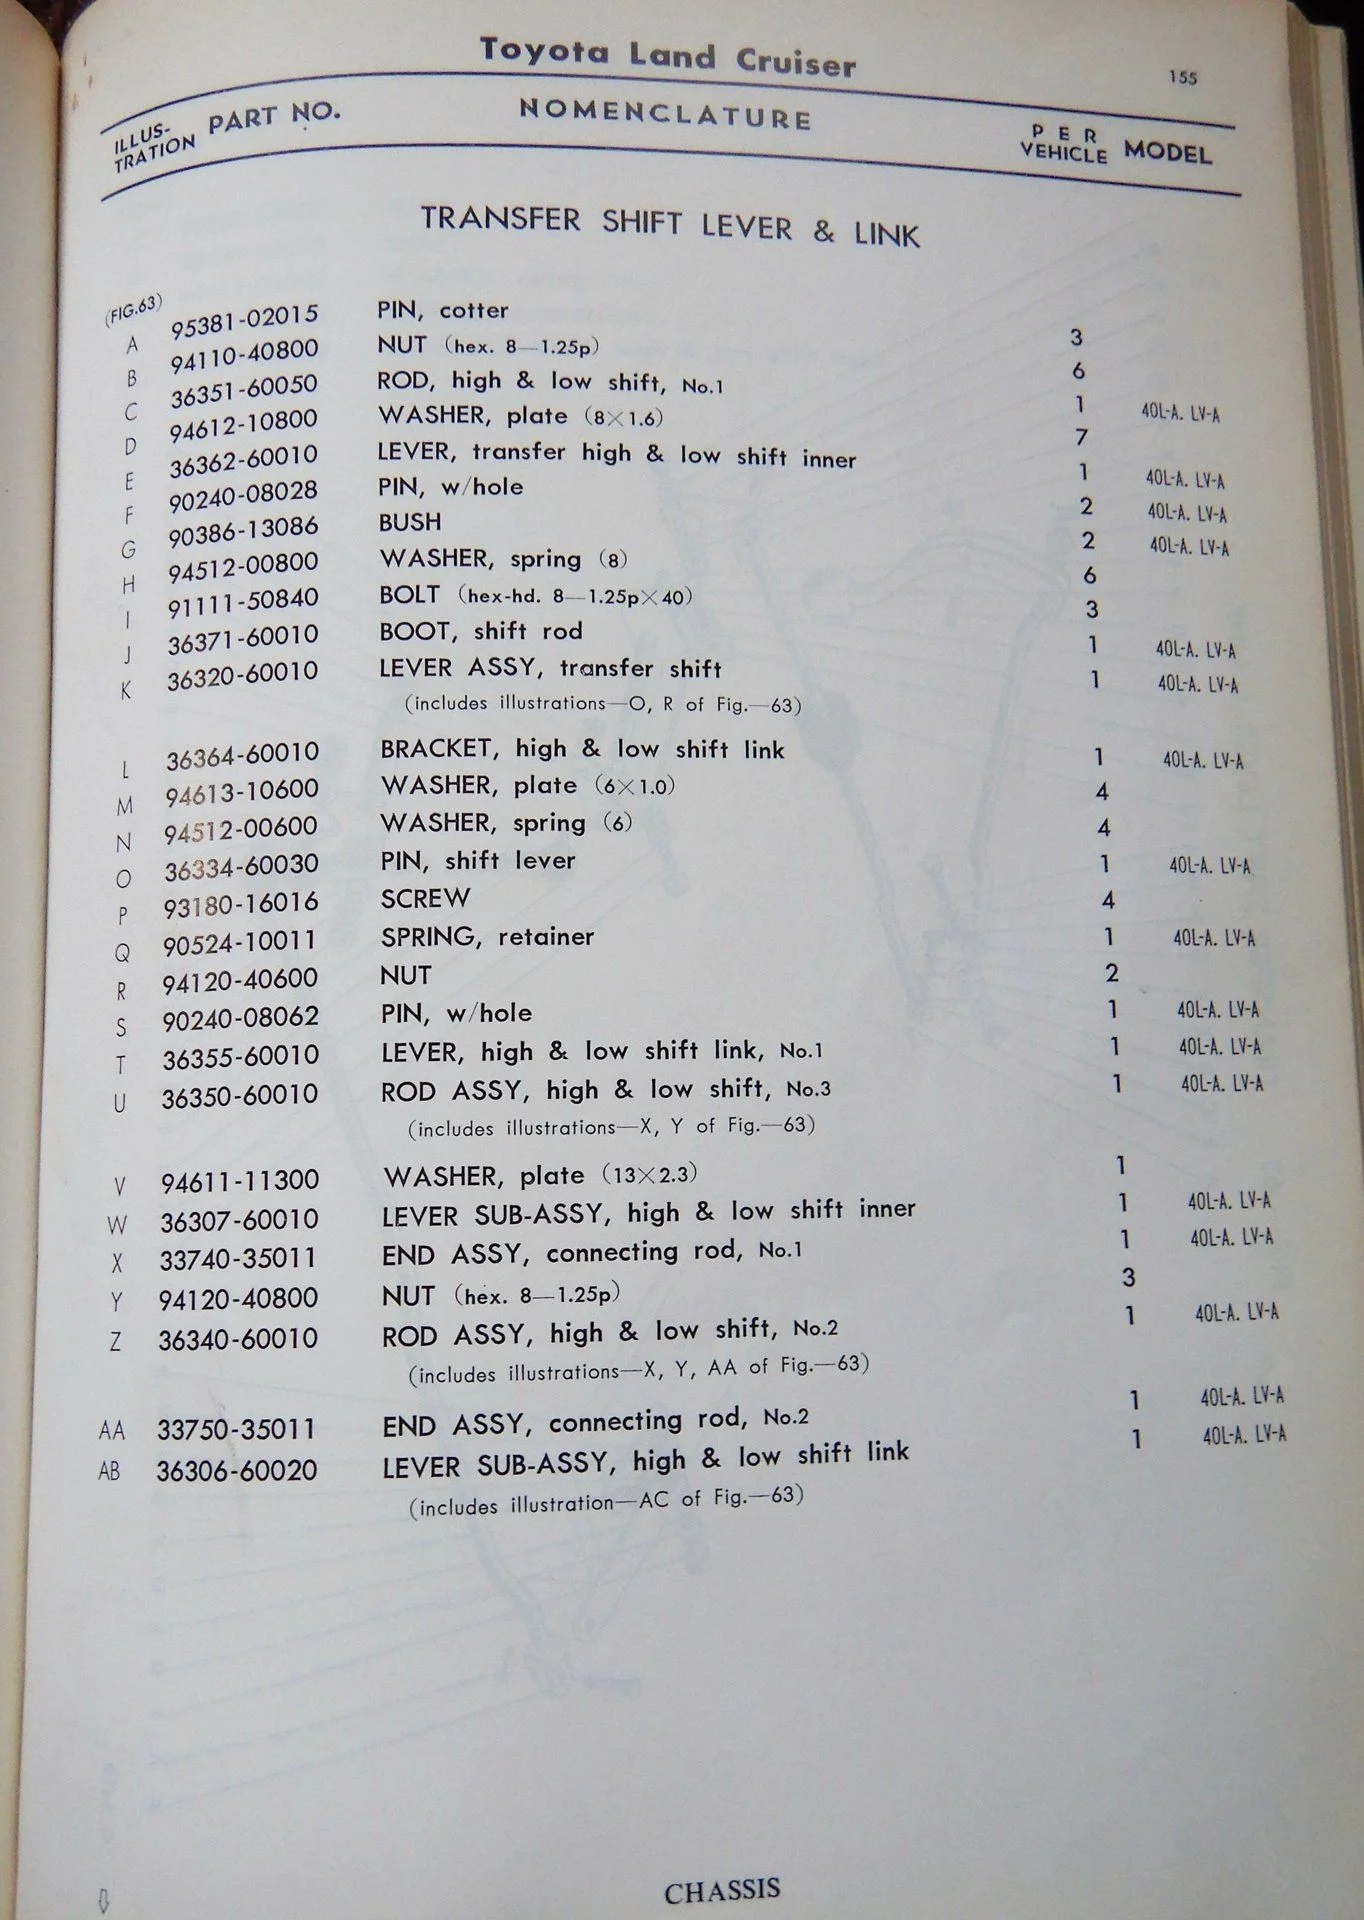 Toyota Land Cruiser
155
ILLUS-TRATION PART NO. NOMENCLATURE PER VEHICLE MODEL
TRANSFER SHIFT LEVER & LINK
(FIG.63)
A 95381-02015 PIN, cotter 3
B 94110-40800 NUT (hex. 8—1.25p) 6
C 36351-60050 ROD, high & low shift, No.1 1 40L-A. LV-A
D 94612-10800 WASHER, plate (8×1.6) 7
E 36362-60010 LEVER, transfer high & low shift inner 1 40L-A. LV-A
F 90240-08028 PIN, w/hole 2 40L-A. LV-A
G 90386-13086 BUSH 2 40L-A. LV-A
H 94512-00800 WASHER, spring (8) 6
I 91111-50840 BOLT (hex-hd. 8—1.25p×40) 3
J 36371-60010 BOOT, shift rod 1 40L-A. LV-A
K 36320-60010 LEVER ASSY, transfer shift 1 40L-A. LV-A
(includes illustrations—O, R of Fig.—63)
L 36364-60010 BRACKET, high & low shift link 1 40L-A. LV-A
M 94613-10600 WASHER, plate (6×1.0) 4
N 94512-00600 WASHER, spring (6) 4
O 36334-60030 PIN, shift lever 1 40L-A. LV-A
P 93180-16016 SCREW 4
Q 90524-10011 SPRING, retainer 1 40L-A. LV-A
R 94120-40600 NUT 2
S 90240-08062 PIN, w/hole 1 40L-A. LV-A
T 36355-60010 LEVER, high & low shift link, No.1 1 40L-A. LV-A
U 36350-60010 ROD ASSY, high & low shift, No.3 1 40L-A. LV-A
(includes illustrations—X, Y of Fig.—63)
V 94611-11300 WASHER, plate (13×2.3) 1
W 36307-60010 LEVER SUB-ASSY, high & low shift inner 1 40L-A. LV-A
X 33740-35011 END ASSY, connecting rod, No.1 1 40L-A. LV-A
Y 94120-40800 NUT (hex. 8—1.25p) 3
Z 36340-60010 ROD ASSY, high & low shift, No.2 1 40L-A. LV-A
(includes illustrations—X, Y, AA of Fig.—63)
AA 33750-35011 END ASSY, connecting rod, No.2 1 40L-A. LV-A
AB 36306-60020 LEVER SUB-ASSY, high & low shift link 1 40L-A. LV-A
(includes illustration—AC of Fig.—63)
CHASSIS